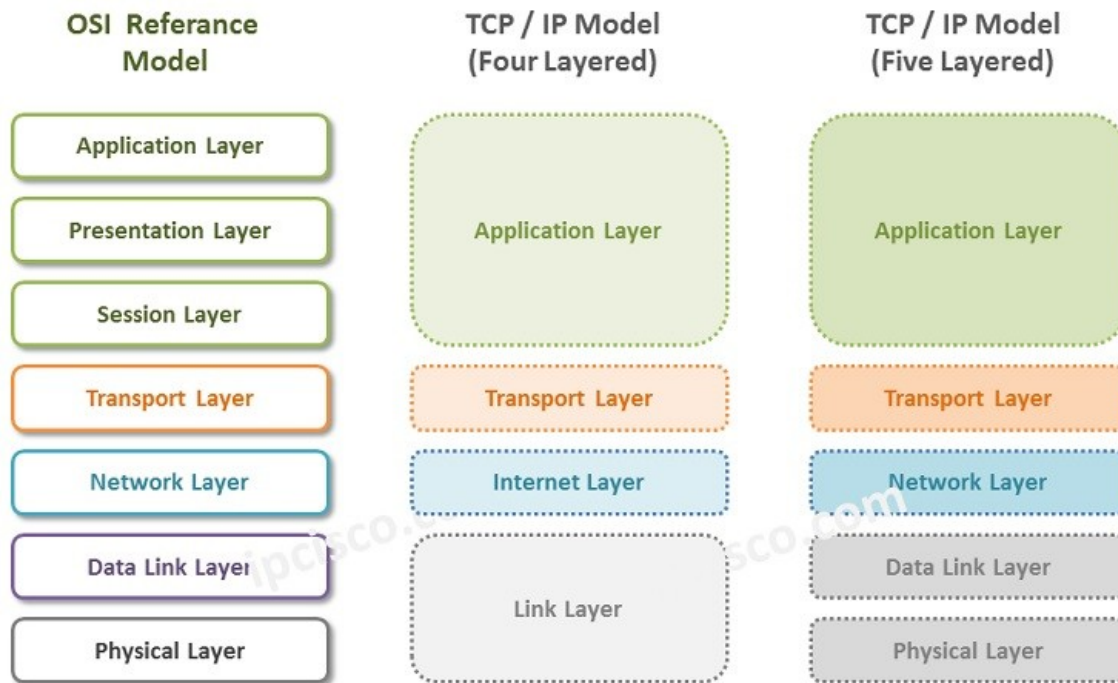 OSI Referance
Model
TCP / IP Model
(Four Layered)
TCP / IP Model
(Five Layered)
Application Layer
Presentation Layer
Session Layer
Transport Layer
Network Layer
Data Link Layer
Physical Layer
Application Layer
Transport Layer
Internet Layer
Link Layer
Application Layer
Transport Layer
Network Layer
Data Link Layer
Physical Layer
ipcisco.com